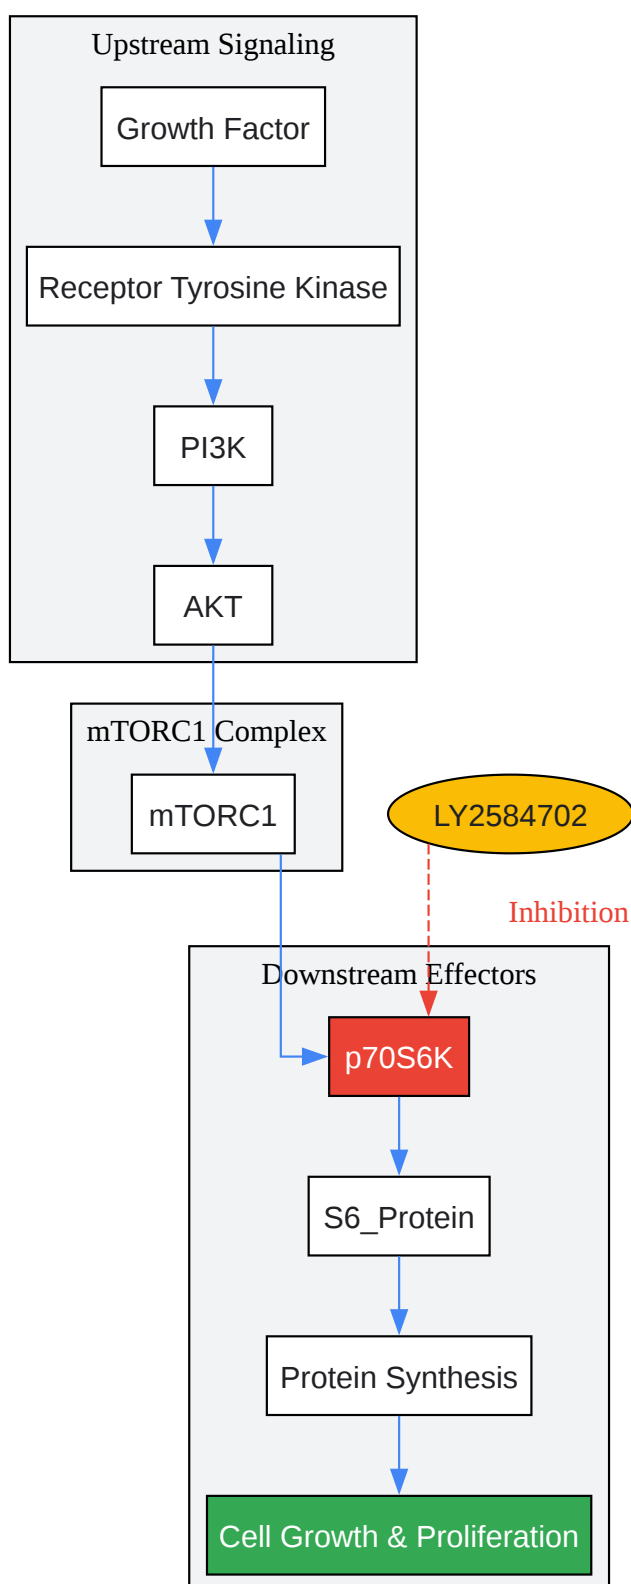 Upstream Signaling
Growth Factor
Receptor Tyrosine Kinase
PI3K
AKT
mTORC1 Complex
mTORC1
LY2584702
Inhibition
Downstream Effectors
p70S6K
S6_Protein
Protein Synthesis
Cell Growth & Proliferation